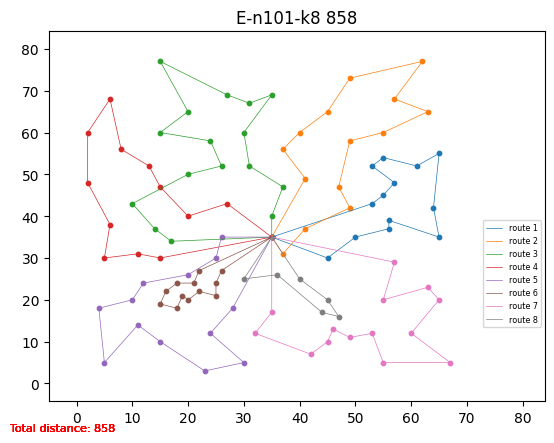 E-n101-k8 858
80
70
60
50
40
30
20
10
0
route 1
route 2
route 3
route 4
route 5
route 6
route 7
route 8
0 10 20 30 40 50 60 70 80
Total distance: 858